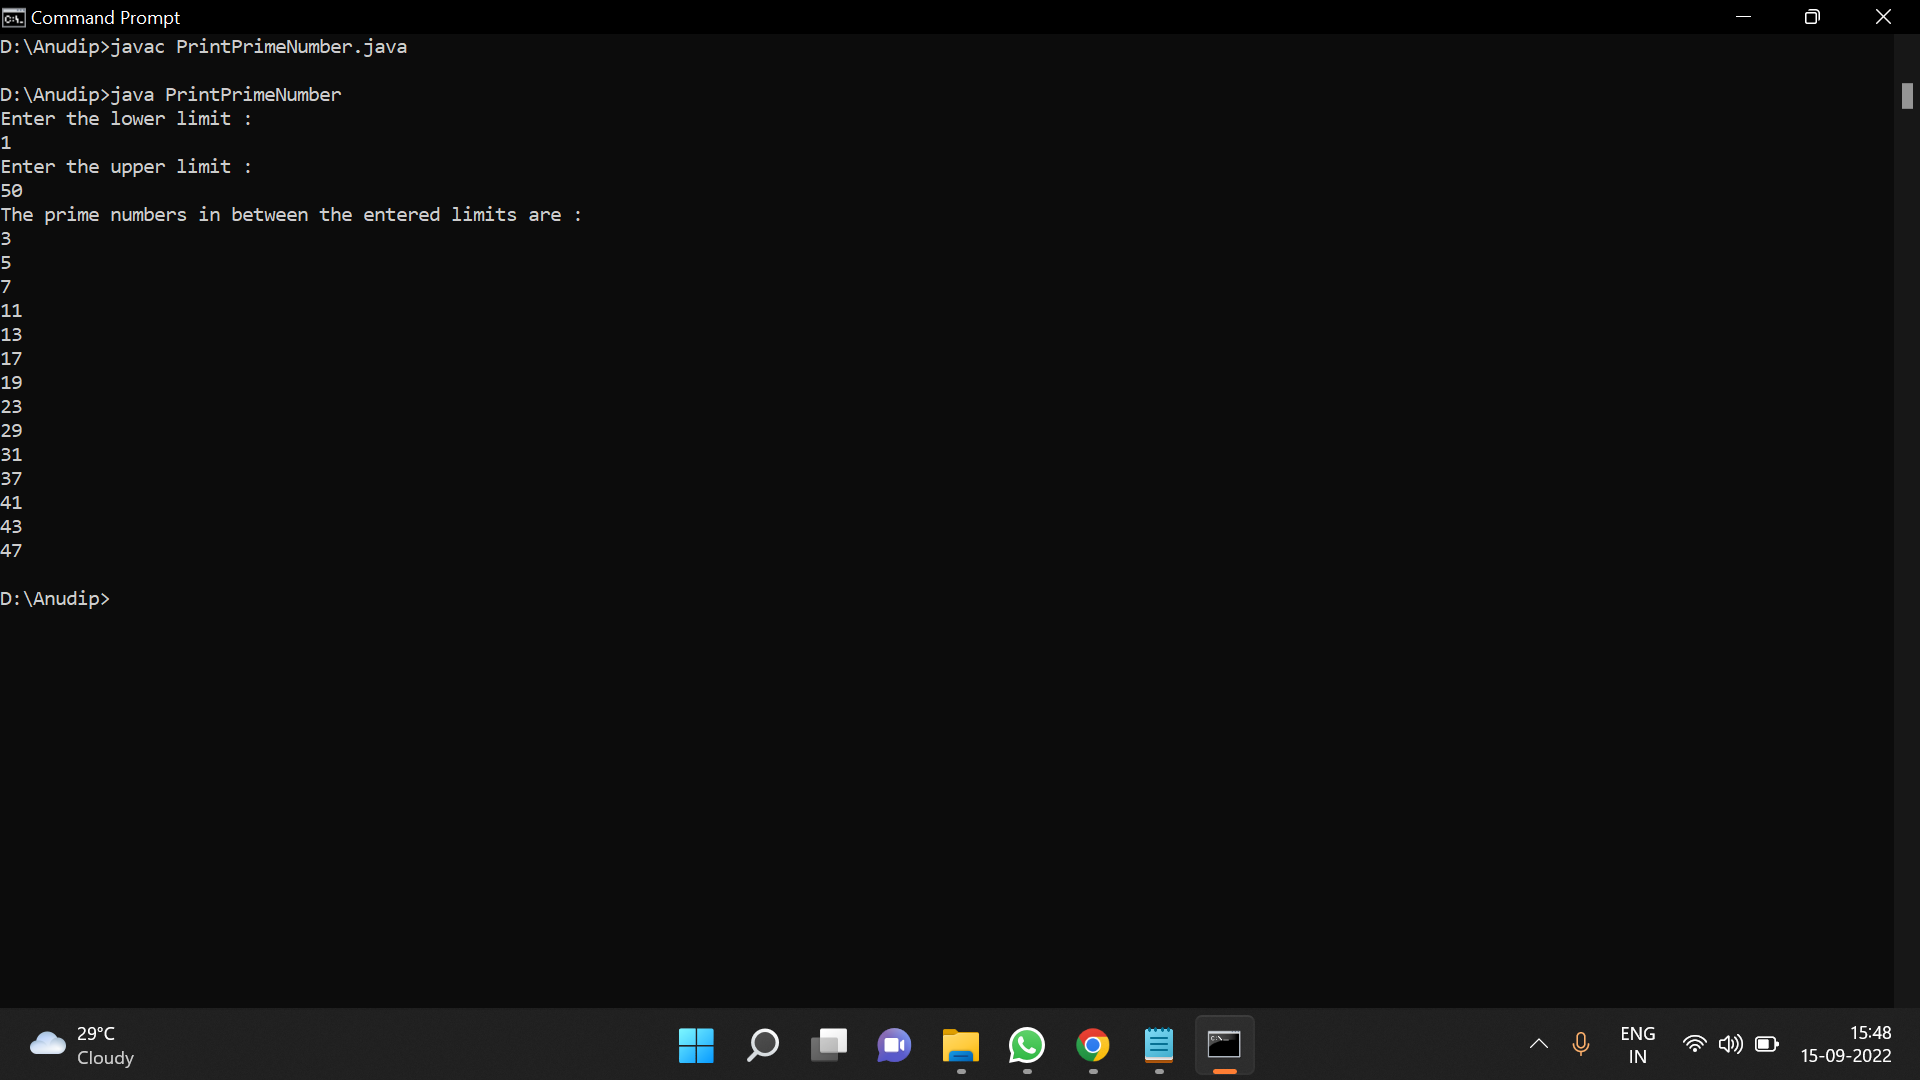 Command Prompt
D:\Anudip>javac PrintPrimeNumber.java
D:\Anudip>java PrintPrimeNumber
Enter the lower limit :
1
Enter the upper limit :
50
The prime numbers in between the entered limits are :
3
5
7
11
13
17
19
23
29
31
37
41
43
47
D:\Anudip>
29°C
Cloudy
ENG
IN
15:48
15-09-2022